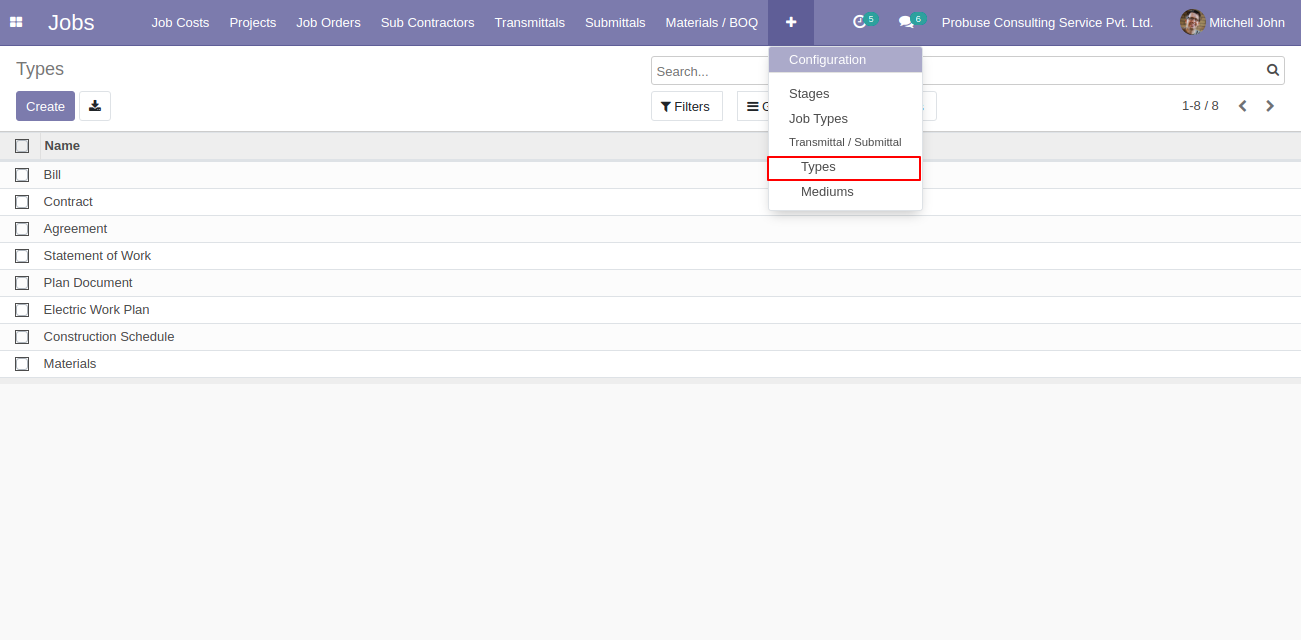 Jobs Job Costs Projects Job Orders Sub Contractors Transmittals Submittals Materials / BOQ + 5 6 Probuse Consulting Service Pvt. Ltd. Mitchell John
Types
Search...
Create
Filters
G
1-8 / 8
Configuration
Stages
Job Types
Transmittal / Submittal
Types
Mediums
Name
Bill
Contract
Agreement
Statement of Work
Plan Document
Electric Work Plan
Construction Schedule
Materials